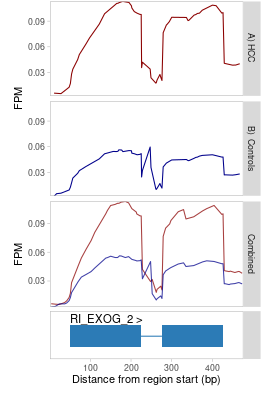 0.09
0.06
0.03
FPM
A) HCC
0.09
0.06
0.03
B): Controls
0.09
0.06
0.03
FPM
Combined
RI_EXOG_2 >
100 200 300 400
Distance from region start (bp)